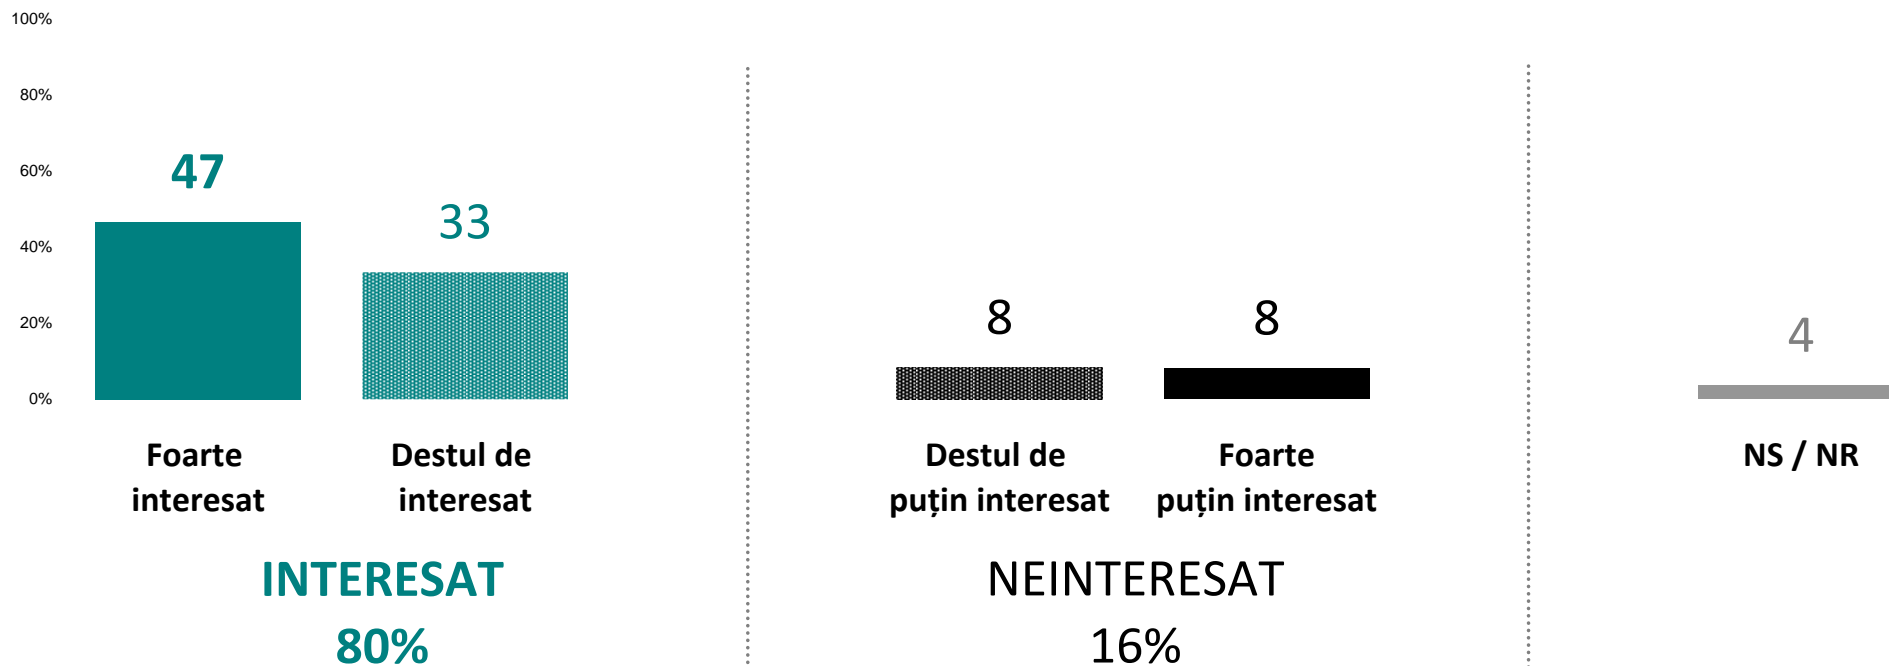 100%
80%
60%
40%
20%
0%
47
33
8
8
4
Foarte
interesat
Destul de
interesat
Destul de
puțin interesat
Foarte
puțin interesat
NS / NR
INTERESAT
80%
NEINTERESAT
16%